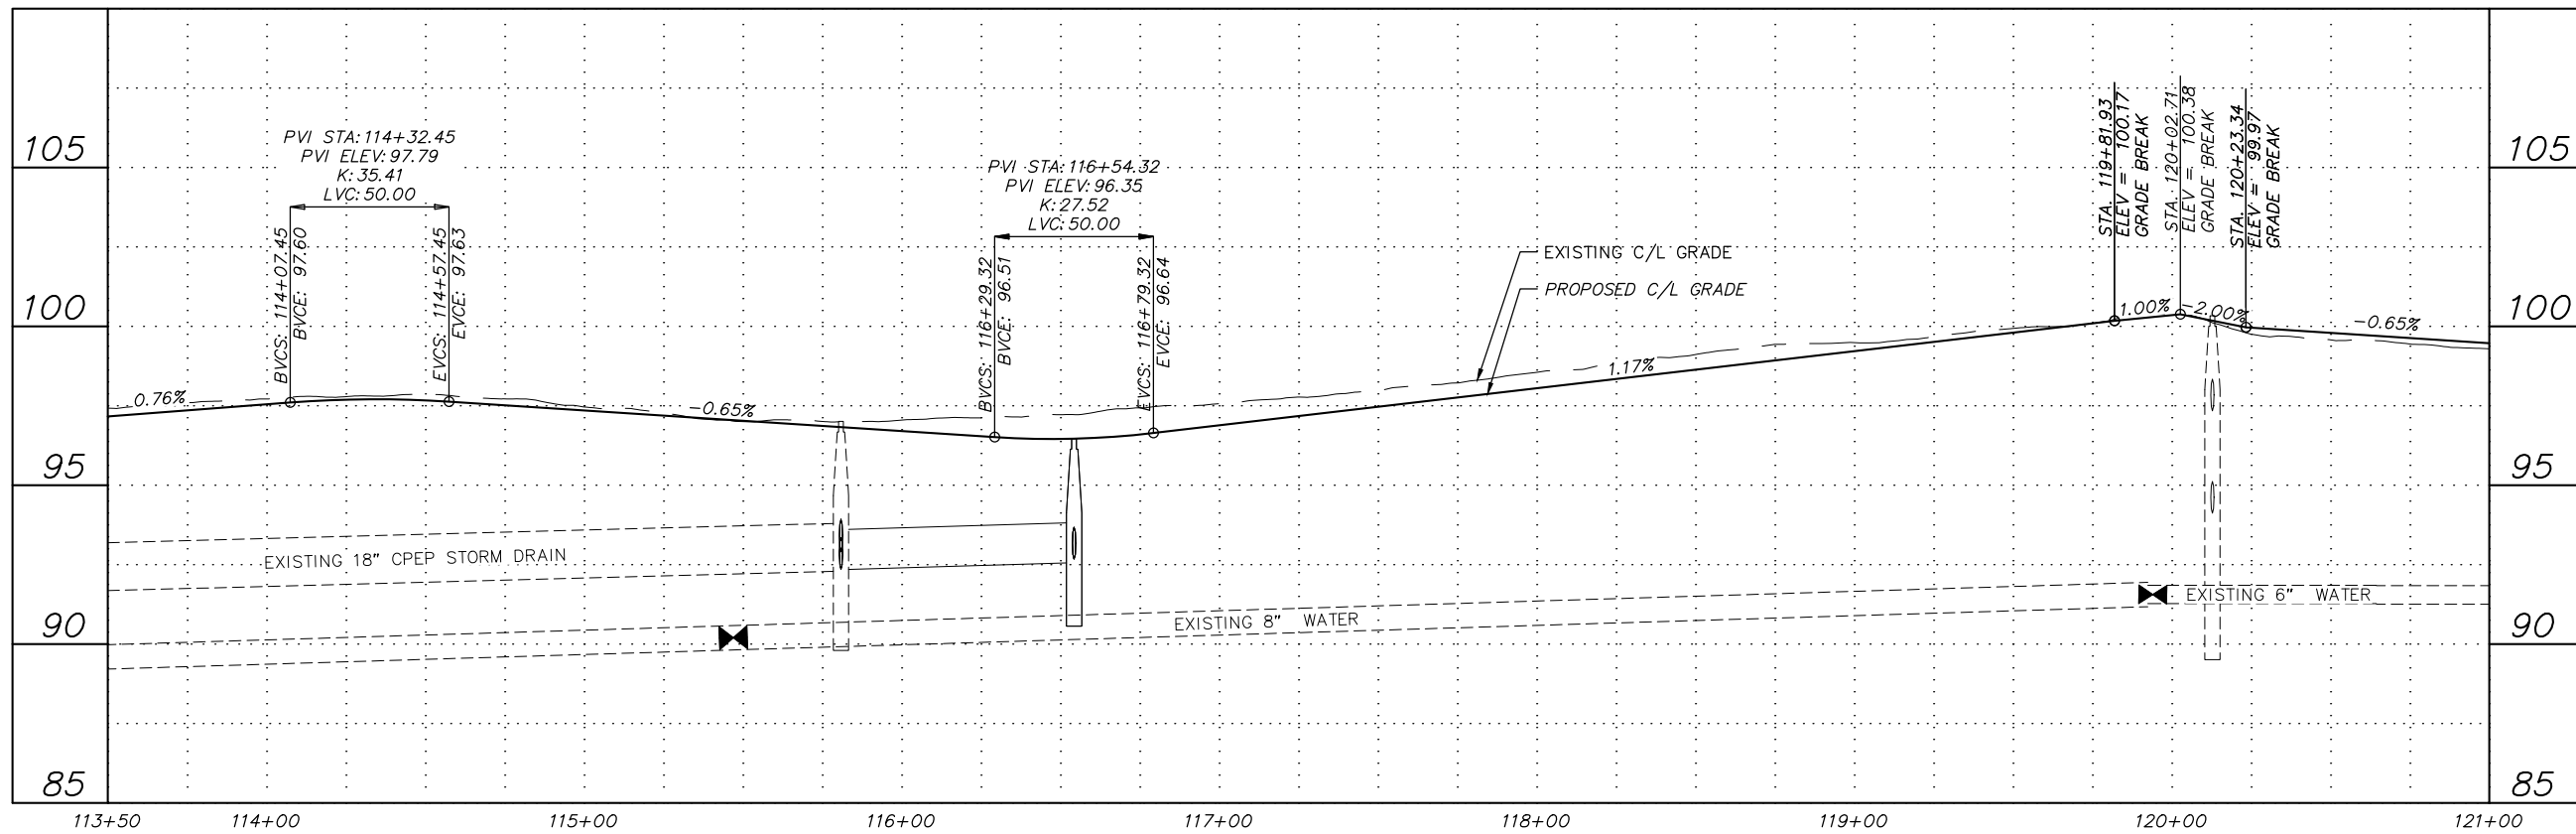 PVI STA: 114+32.45
PVI ELEV: 97.79
K: 35.41
LVC: 50.00
BVCS: 114+07.45
BVCE: 97.60
EVCS: 114+57.45
EVCE: 97.63
PVI STA: 116+54.32
PVI ELEV: 96.35
K: 27.52
LVC: 50.00
BVCS: 116+29.32
BVCE: 96.51
EVCS: 116+79.32
EVCE: 96.64
STA. 119+81.93
ELEV = 100.17
GRADE BREAK
STA. 120+02.71
ELEV = 100.38
GRADE BREAK
STA. 120+23.34
ELEV = 99.97
GRADE BREAK
EXISTING C/L GRADE
PROPOSED C/L GRADE
0.76%
-0.65%
1.17%
1.00%
-2.00%
-0.65%
EXISTING 18" CPEP STORM DRAIN
EXISTING 8" WATER
EXISTING 6" WATER
105
100
95
90
85
105
100
95
90
85
113+50
114+00
115+00
116+00
117+00
118+00
119+00
120+00
121+00